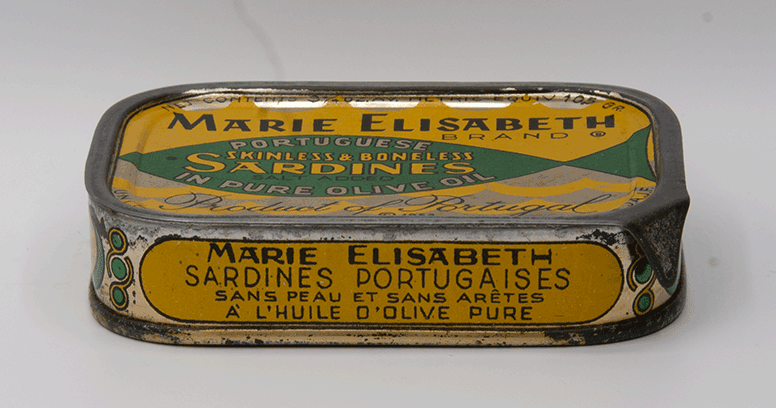 MARIE ELISABETH
BRAND ®
PORTUGUESE
SKINLESS & BONELESS
SARDINES
IN PURE OLIVE OIL
Product of Portugal
MARIE ELISABETH
SARDINES PORTUGAISES
SANS PEAU ET SANS ARÊTES
A L'HUILE D'OLIVE PURE